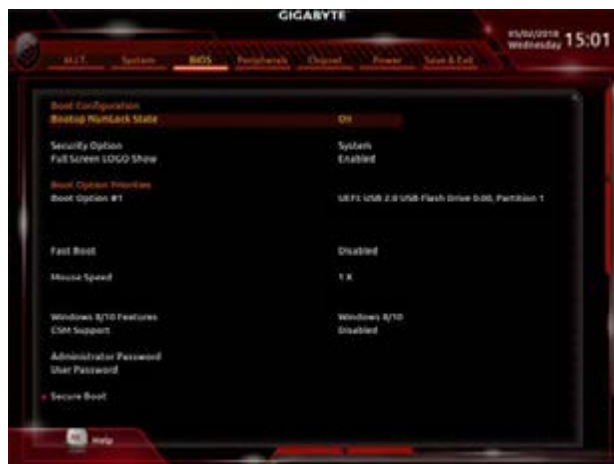 GIGABYTE
05/02/2018
Wednesday 15:01
M.I.T. System BIOS Peripherals Chipset Power Save & Exit
Boot Configuration
Bootup NumLock State On
Security Option System
Full Screen LOGO Show Enabled
Boot Option Priorities
Boot Option #1 UEFI: USB 2.0 USB Flash Drive 0.00, Partition 1
Fast Boot Disabled
Mouse Speed 1 X
Windows 8/10 Features Windows 8/10
CSM Support Disabled
Administrator Password
User Password
Secure Boot
Help